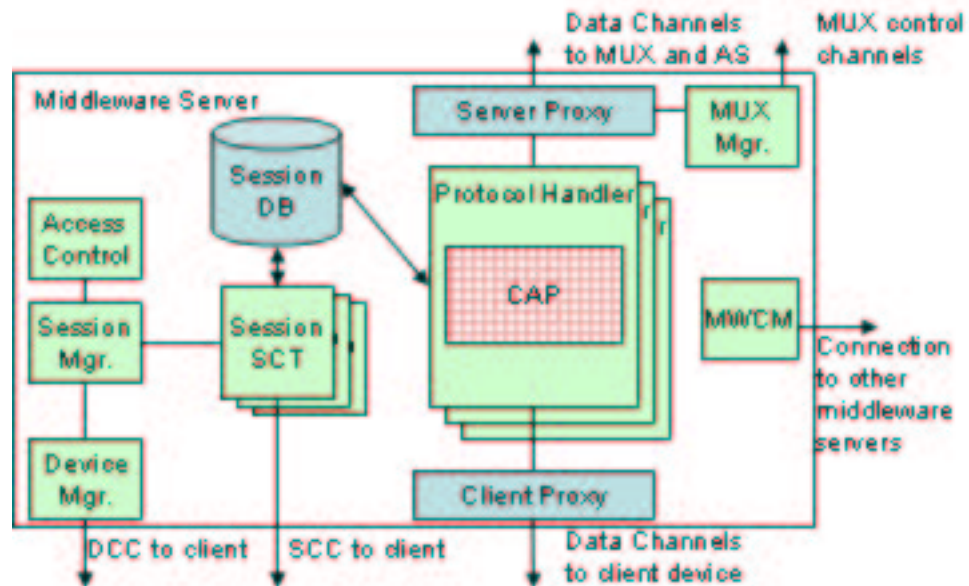 Data Channels
to MUX and AS
MUX control
channels
Middleware Server
Server Proxy
MUX
Mgr.
Session
DB
Protocol Handler
r
r
Access
Control
CAP
Session
Mgr.
Session
SCT
MWCM
Connection
to other
middleware
servers
Device
Mgr.
Client Proxy
DCC to client
SCC to client
Data Channels
to client device